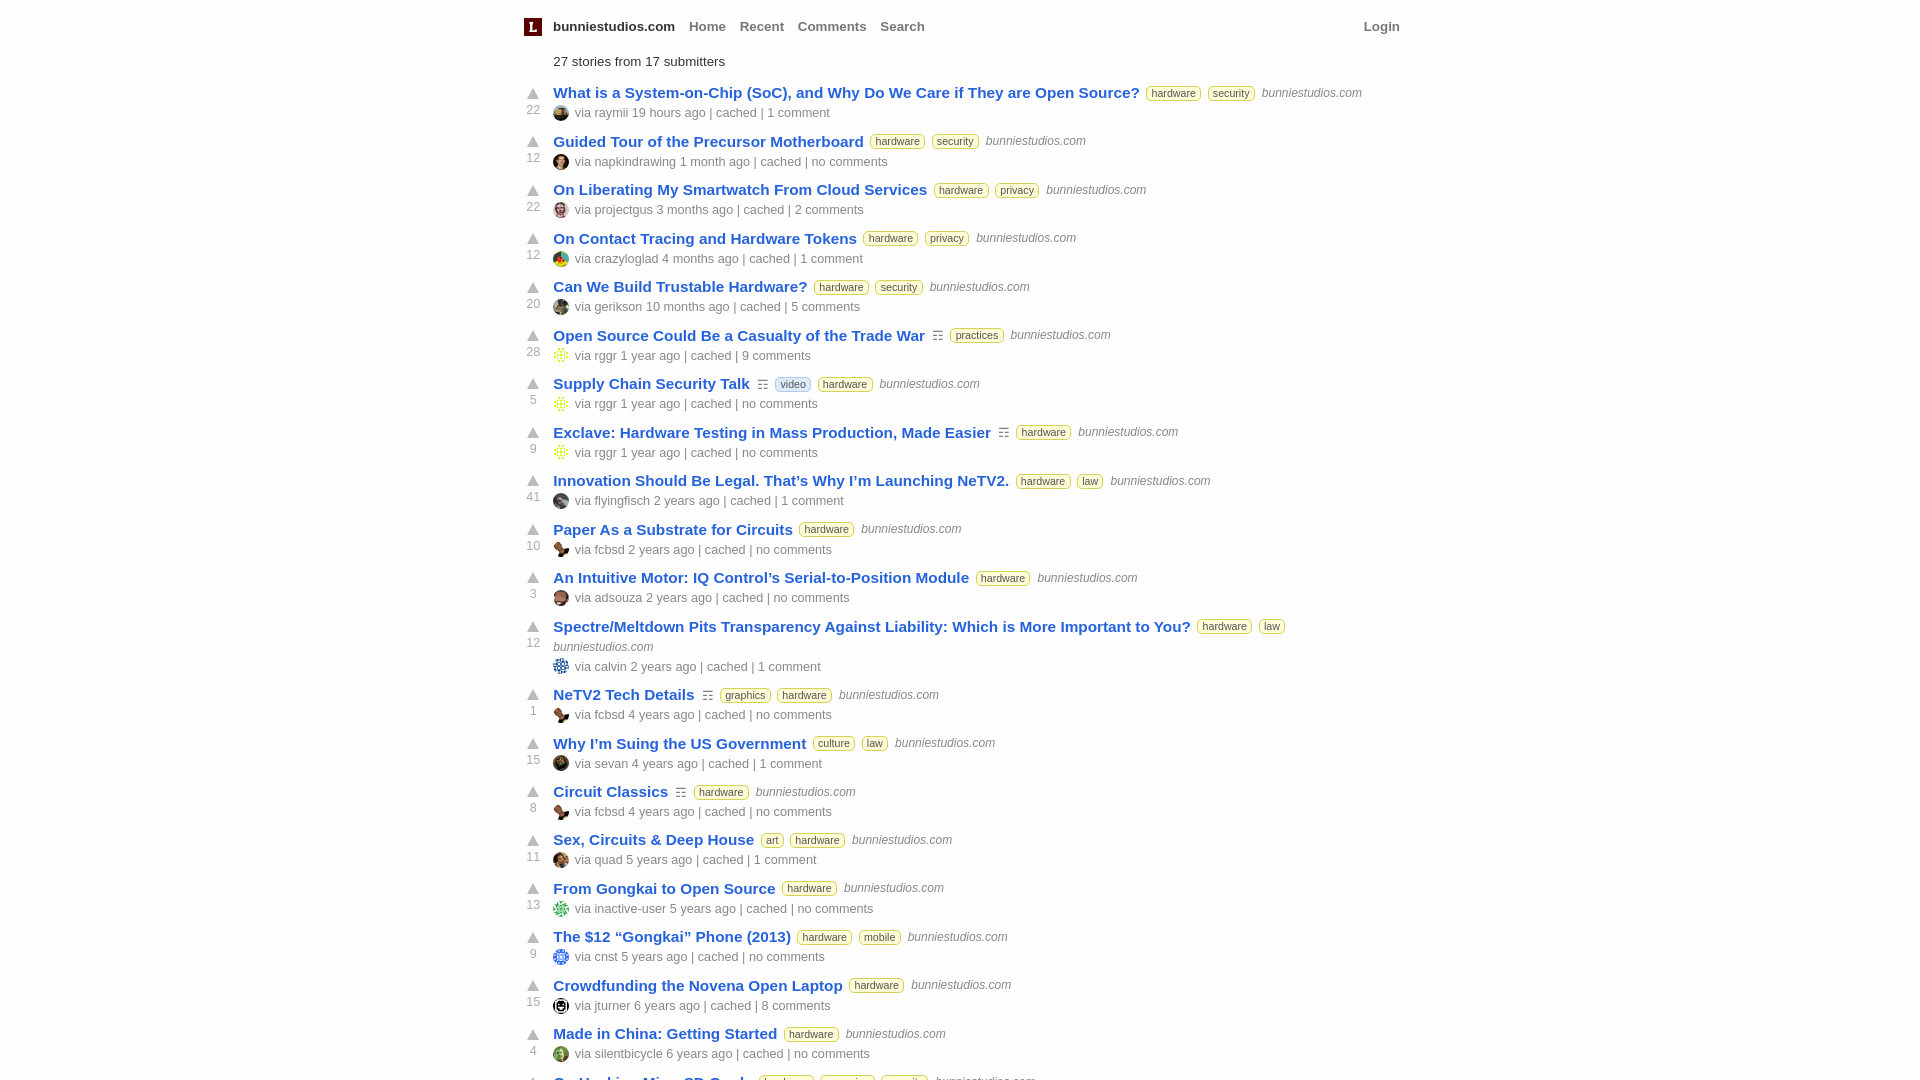 L bunniestudios.com Home Recent Comments Search Login
27 stories from 17 submitters
What is a System-on-Chip (SoC), and Why Do We Care if They are Open Source? hardware security bunniestudios.com
22 via raymii 19 hours ago | cached | 1 comment
Guided Tour of the Precursor Motherboard hardware security bunniestudios.com
12 via napkindrawing 1 month ago | cached | no comments
On Liberating My Smartwatch From Cloud Services hardware privacy bunniestudios.com
22 via projectgus 3 months ago | cached | 2 comments
On Contact Tracing and Hardware Tokens hardware privacy bunniestudios.com
12 via crazyloglad 4 months ago | cached | 1 comment
Can We Build Trustable Hardware? hardware security bunniestudios.com
20 via gerikson 10 months ago | cached | 5 comments
Open Source Could Be a Casualty of the Trade War ☶ practices bunniestudios.com
28 via rggr 1 year ago | cached | 9 comments
Supply Chain Security Talk ☶ video hardware bunniestudios.com
5 via rggr 1 year ago | cached | no comments
Exclave: Hardware Testing in Mass Production, Made Easier ☶ hardware bunniestudios.com
9 via rggr 1 year ago | cached | no comments
Innovation Should Be Legal. That’s Why I’m Launching NeTV2. hardware law bunniestudios.com
41 via flyingfisch 2 years ago | cached | 1 comment
Paper As a Substrate for Circuits hardware bunniestudios.com
10 via fcbsd 2 years ago | cached | no comments
An Intuitive Motor: IQ Control’s Serial-to-Position Module hardware bunniestudios.com
3 via adsouza 2 years ago | cached | no comments
Spectre/Meltdown Pits Transparency Against Liability: Which is More Important to You? hardware law
12 bunniestudios.com
via calvin 2 years ago | cached | 1 comment
NeTV2 Tech Details ☶ graphics hardware bunniestudios.com
1 via fcbsd 4 years ago | cached | no comments
Why I’m Suing the US Government culture law bunniestudios.com
15 via sevan 4 years ago | cached | 1 comment
Circuit Classics ☶ hardware bunniestudios.com
8 via fcbsd 4 years ago | cached | no comments
Sex, Circuits & Deep House art hardware bunniestudios.com
11 via quad 5 years ago | cached | 1 comment
From Gongkai to Open Source hardware bunniestudios.com
13 via inactive-user 5 years ago | cached | no comments
The $12 “Gongkai” Phone (2013) hardware mobile bunniestudios.com
9 via cnst 5 years ago | cached | no comments
Crowdfunding the Novena Open Laptop hardware bunniestudios.com
15 via jturner 6 years ago | cached | 8 comments
Made in China: Getting Started hardware bunniestudios.com
4 via silentbicycle 6 years ago | cached | no comments